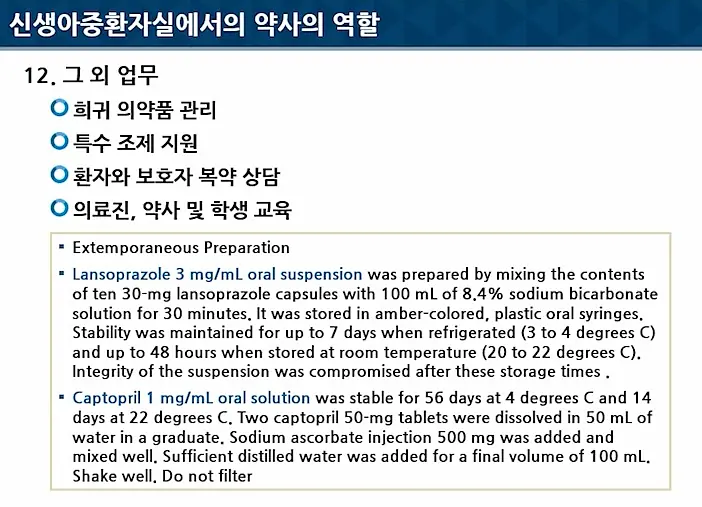 신생아중환자실에서의 약사의 역할
12. 그 외 업무
희귀 의약품 관리
특수 조제 지원
환자와 보호자 복약 상담
의료진, 약사 및 학생 교육
▪ Extemporaneous Preparation
▪ Lansoprazole 3 mg/mL oral suspension was prepared by mixing the contents
of ten 30-mg lansoprazole capsules with 100 mL of 8.4% sodium bicarbonate
solution for 30 minutes. It was stored in amber-colored, plastic oral syringes.
Stability was maintained for up to 7 days when refrigerated (3 to 4 degrees C)
and up to 48 hours when stored at room temperature (20 to 22 degrees C).
Integrity of the suspension was compromised after these storage times .
▪ Captopril 1 mg/mL oral solution was stable for 56 days at 4 degrees C and 14
days at 22 degrees C. Two captopril 50-mg tablets were dissolved in 50 mL of
water in a graduate. Sodium ascorbate injection 500 mg was added and
mixed well. Sufficient distilled water was added for a final volume of 100 mL.
Shake well. Do not filter